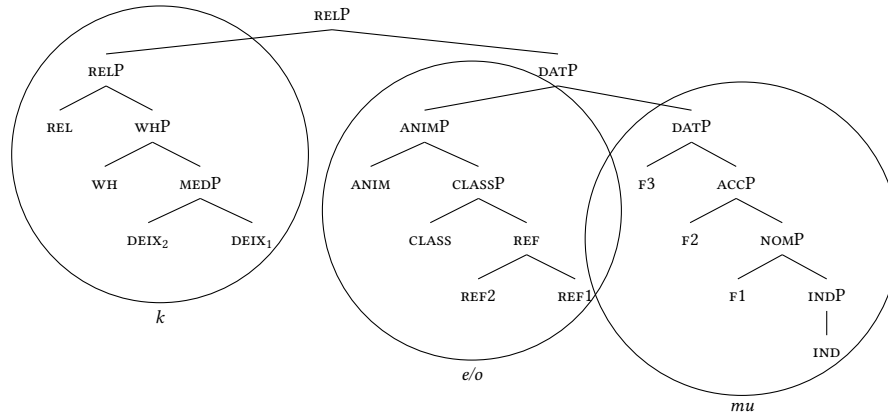 RELP
RELP DATP
REL WHP ANIMP DATP
WH MEDP ANIM CLASSP F3 ACCP
DEIX₂ DEIX₁ CLASS REF F2 NOMP
k REF2 REF1 F1 INDP
IND
e/o
mu